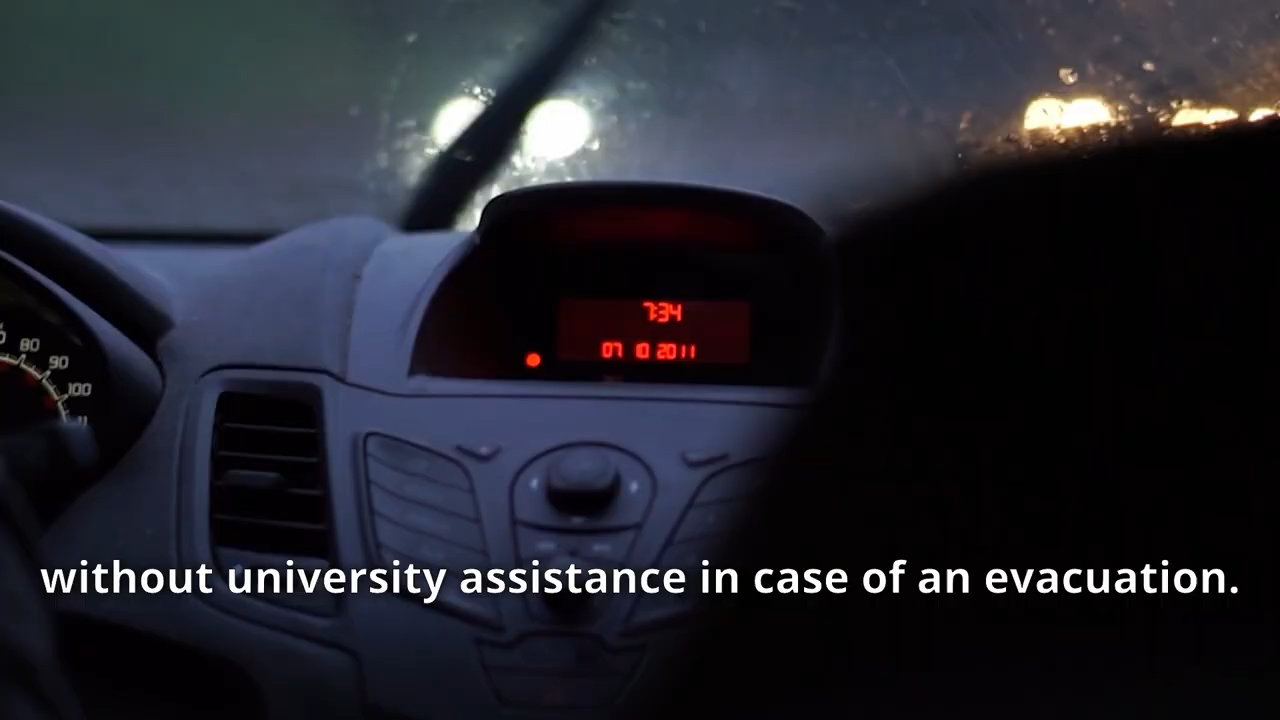 7:34
07 10 2011
80
90
100
without university assistance in case of an evacuation.